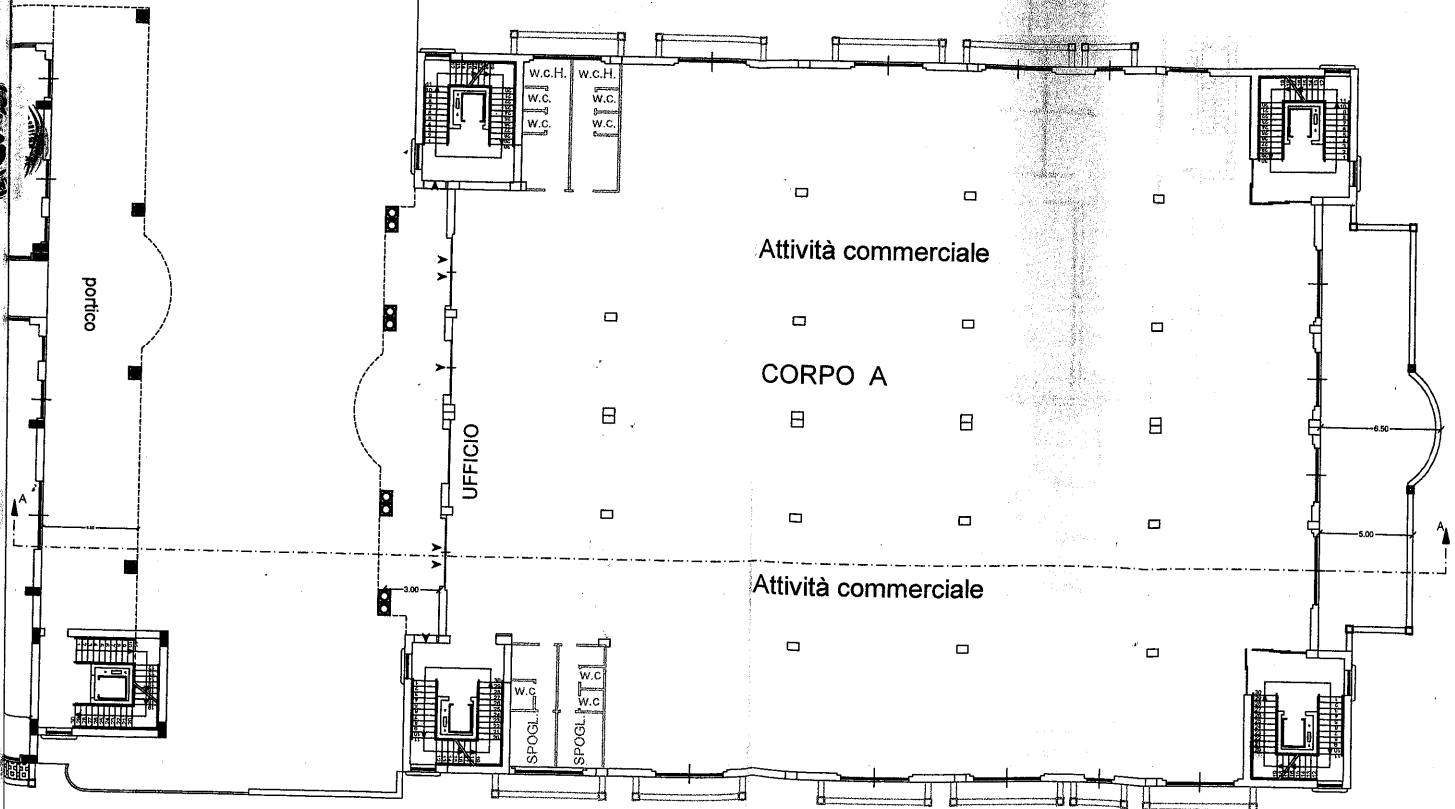 w.c.H. w.c.H.
w.c. w.c.
w.c. w.c.
portico
Attività commerciale
CORPO A
UFFICIO
6.50
A
A
5.00
3.00
Attività commerciale
w.c
w.c
w.c
SPOGL.
SPOGL.